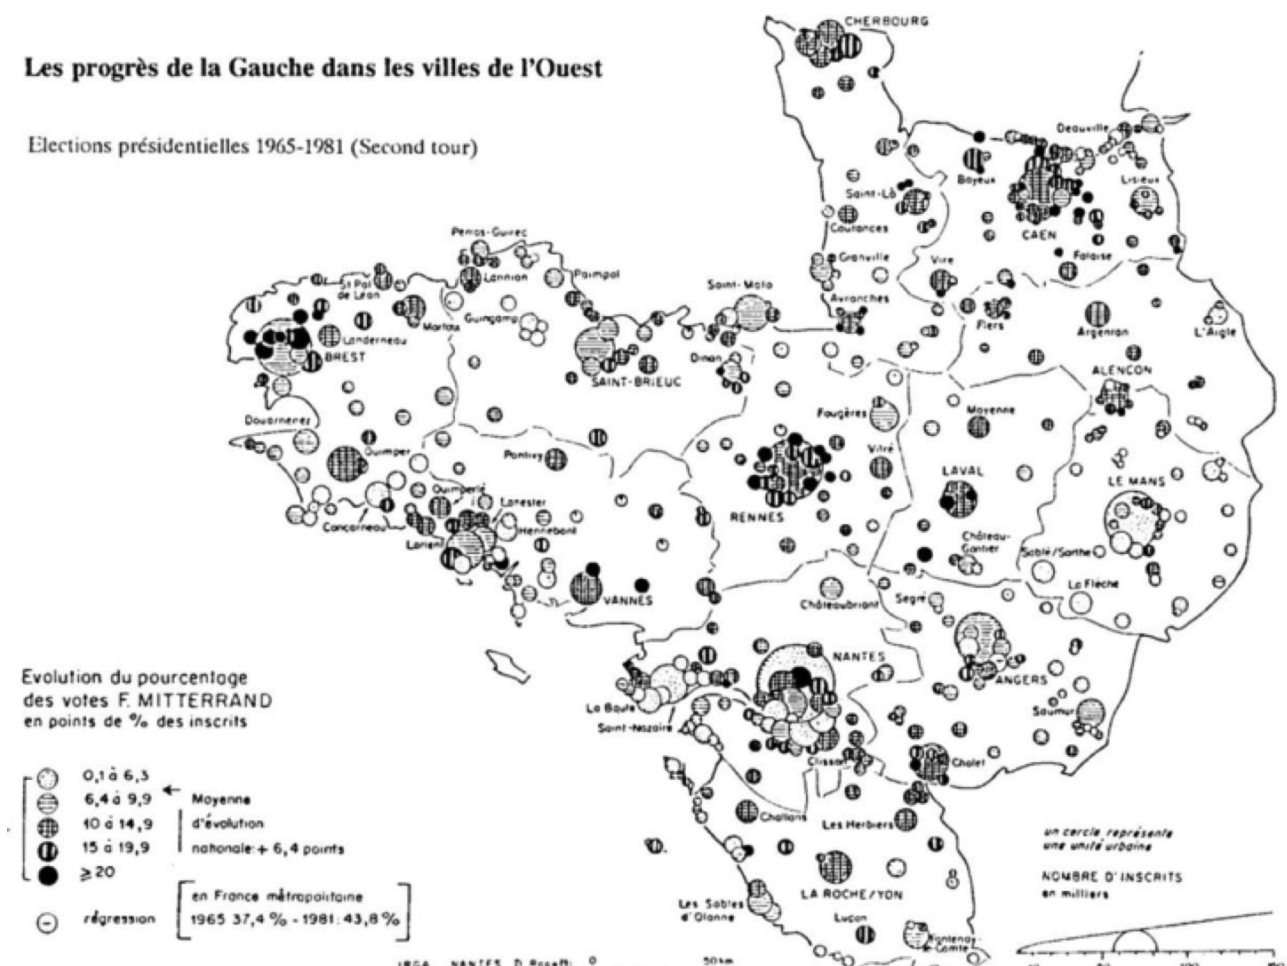 Les progrès de la Gauche dans les villes de l'Ouest
Elections présidentielles 1965-1981 (Second tour)
CHERBOURG
Deauville
Bayeux
Lisieux
Saint-Lô
Coutances
CAEN
Perros-Guirec
Granville
Vire
Falaise
Lannion
Paimpol
St Pol
de Léon
Saint-Malo
Avranches
Flers
Argentan
L'Aigle
Morlaix
Guingamp
Landerneau
BREST
Dinan
SAINT-BRIEUC
ALENÇON
Douarnenez
Fougères
Mayenne
Quimper
Pontivy
Vitré
LAVAL
LE MANS
Quimperlé
Lanester
RENNES
Concarneau
Hennebont
Lorient
Château-
Gontier
Sablé/Sarthe
La Flèche
VANNES
Châteaubriant
Segré
NANTES
ANGERS
La Baule
Saint-Nazaire
Saumur
Clisson
Cholet
Challans
Les Herbiers
LA ROCHE/YON
Les Sables
d'Olonne
Luçon
Fontenay-
Comte
Evolution du pourcentage
des votes F. MITTERRAND
en points de % des inscrits
0,1 à 6,3
6,4 à 9,9
10 à 14,9
15 à 19,9
≥ 20
Moyenne
d'évolution
nationale: + 6,4 points
régression
en France métropolitaine
1965 37,4 % - 1981: 43,8 %
un cercle représente
une unité urbaine
NOMBRE D'INSCRITS
en milliers
NANTES
0
50 km